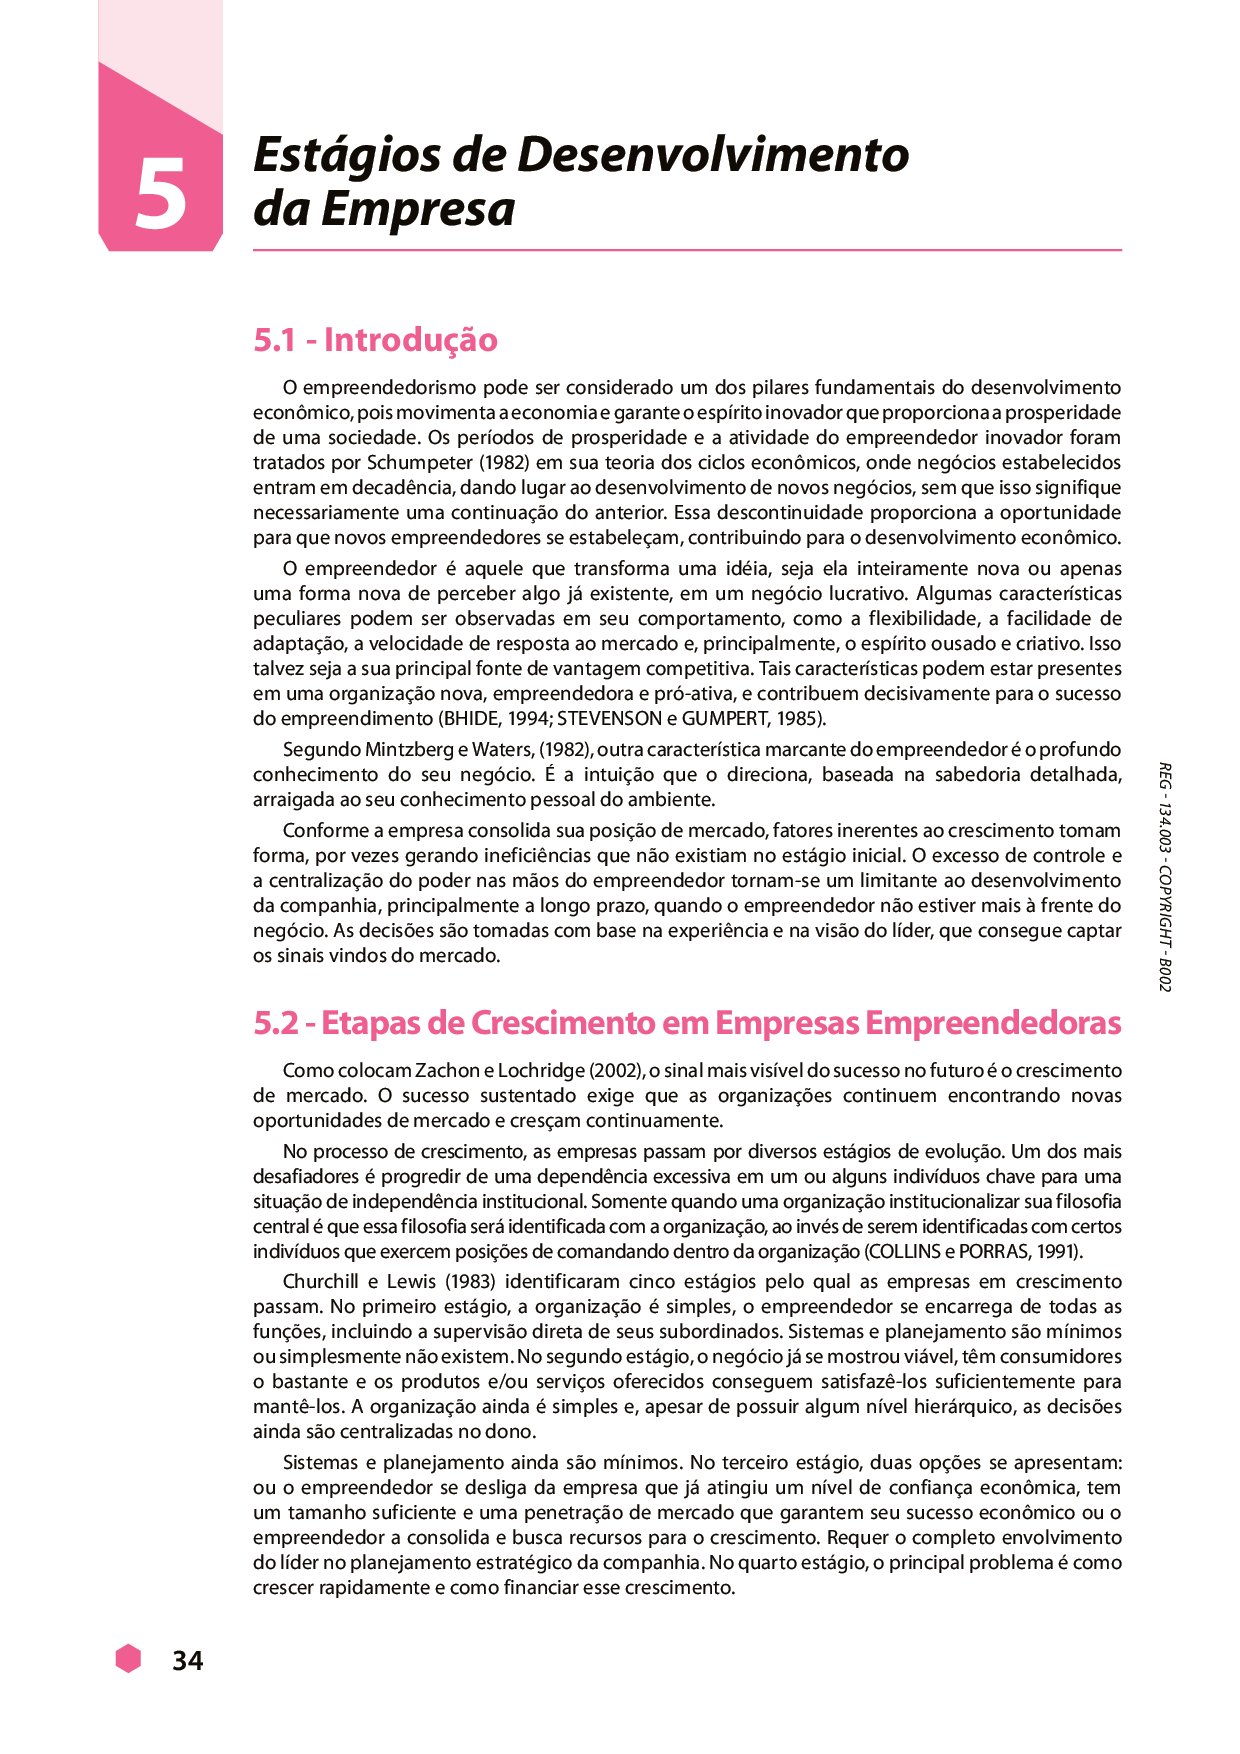 5
Estágios de Desenvolvimento
da Empresa
5.1 - Introdução
O empreendedorismo pode ser considerado um dos pilares fundamentais do desenvolvimento
econômico, pois movimenta a economia e garante o espírito inovador que proporciona a prosperidade
de uma sociedade. Os períodos de prosperidade e a atividade do empreendedor inovador foram
tratados por Schumpeter (1982) em sua teoria dos ciclos econômicos, onde negócios estabelecidos
entram em decadência, dando lugar ao desenvolvimento de novos negócios, sem que isso signifique
necessariamente uma continuação do anterior. Essa descontinuidade proporciona a oportunidade
para que novos empreendedores se estabeleçam, contribuindo para o desenvolvimento econômico.
O empreendedor é aquele que transforma uma idéia, seja ela inteiramente nova ou apenas
uma forma nova de perceber algo já existente, em um negócio lucrativo. Algumas características
peculiares podem ser observadas em seu comportamento, como a flexibilidade, a facilidade de
adaptação, a velocidade de resposta ao mercado e, principalmente, o espírito ousado e criativo. Isso
talvez seja a sua principal fonte de vantagem competitiva. Tais características podem estar presentes
em uma organização nova, empreendedora e pró-ativa, e contribuem decisivamente para o sucesso
do empreendimento (BHIDE, 1994; STEVENSON e GUMPERT, 1985).
Segundo Mintzberg e Waters, (1982), outra característica marcante do empreendedor é o profundo
conhecimento do seu negócio. É a intuição que o direciona, baseada na sabedoria detalhada,
arraigada ao seu conhecimento pessoal do ambiente.
Conforme a empresa consolida sua posição de mercado, fatores inerentes ao crescimento tomam
forma, por vezes gerando ineficiências que não existiam no estágio inicial. O excesso de controle e
a centralização do poder nas mãos do empreendedor tornam-se um limitante ao desenvolvimento
da companhia, principalmente a longo prazo, quando o empreendedor não estiver mais à frente do
negócio. As decisões são tomadas com base na experiência e na visão do líder, que consegue captar
os sinais vindos do mercado.
5.2 - Etapas de Crescimento em Empresas Empreendedoras
Como colocam Zachon e Lochridge (2002), o sinal mais visível do sucesso no futuro é o crescimento
de mercado. O sucesso sustentado exige que as organizações continuem encontrando novas
oportunidades de mercado e cresçam continuamente.
No processo de crescimento, as empresas passam por diversos estágios de evolução. Um dos mais
desafiadores é progredir de uma dependência excessiva em um ou alguns indivíduos chave para uma
situação de independência institucional. Somente quando uma organização institucionalizar sua filosofia
central é que essa filosofia será identificada com a organização, ao invés de serem identificadas com certos
indivíduos que exercem posições de comandando dentro da organização (COLLINS e PORRAS, 1991).
Churchill e Lewis (1983) identificaram cinco estágios pelo qual as empresas em crescimento
passam. No primeiro estágio, a organização é simples, o empreendedor se encarrega de todas as
funções, incluindo a supervisão direta de seus subordinados. Sistemas e planejamento são mínimos
ou simplesmente não existem. No segundo estágio, o negócio já se mostrou viável, têm consumidores
o bastante e os produtos e/ou serviços oferecidos conseguem satisfazê-los suficientemente para
mantê-los. A organização ainda é simples e, apesar de possuir algum nível hierárquico, as decisões
ainda são centralizadas no dono.
Sistemas e planejamento ainda são mínimos. No terceiro estágio, duas opções se apresentam:
ou o empreendedor se desliga da empresa que já atingiu um nível de confiança econômica, tem
um tamanho suficiente e uma penetração de mercado que garantem seu sucesso econômico ou o
empreendedor a consolida e busca recursos para o crescimento. Requer o completo envolvimento
do líder no planejamento estratégico da companhia. No quarto estágio, o principal problema é como
crescer rapidamente e como financiar esse crescimento.
REG - 134.003 - COPYRIGHT - B002
34